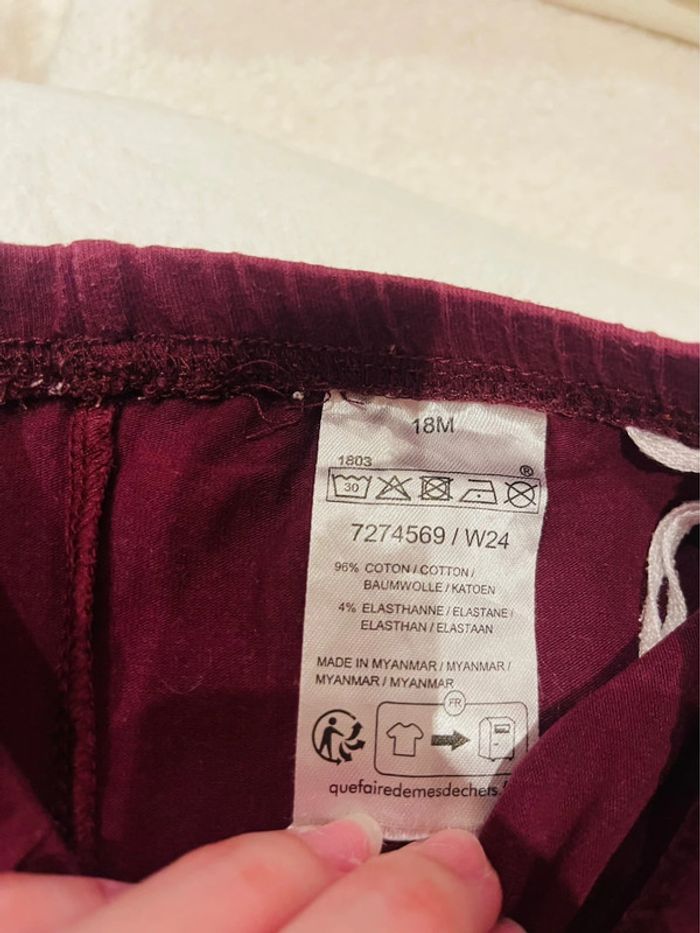 18M
1803
®
30
7274569 / W24
96% COTON / COTTON /
BAUMWOLLE / KATOEN
4% ELASTHANNE / ELASTANE /
ELASTHAN / ELASTAAN
MADE IN MYANMAR / MYANMAR /
MYANMAR / MYANMAR
FR
quefairedemesdechets.